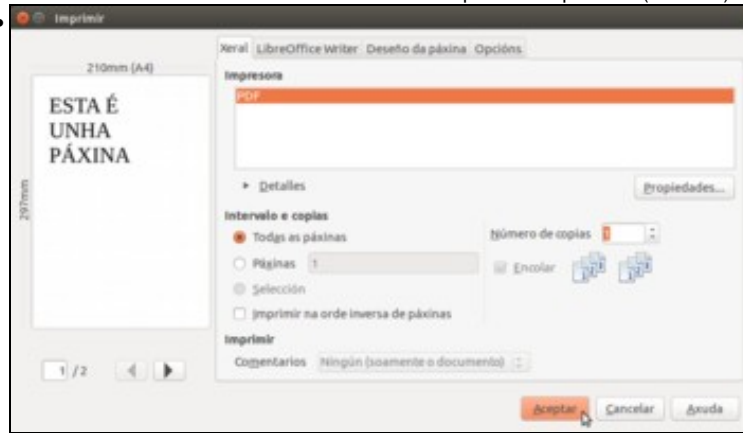 Imprimir
Xeral LibreOffice Writer Deseño da páxina Opcións
210mm (A4)
297mm
ESTA É
UNHA
PÁXINA
1 / 2
Impresora
PDF
Detalles
Propiedades...
Intervalo e copias
Todas as páxinas
Páginas 1
Selección
Imprimir na orde inversa de páxinas
Número de copias 1
Encolar
Imprimir
Comentarios Ningún (soamente o documento)
Aceptar Cancelar Axuda